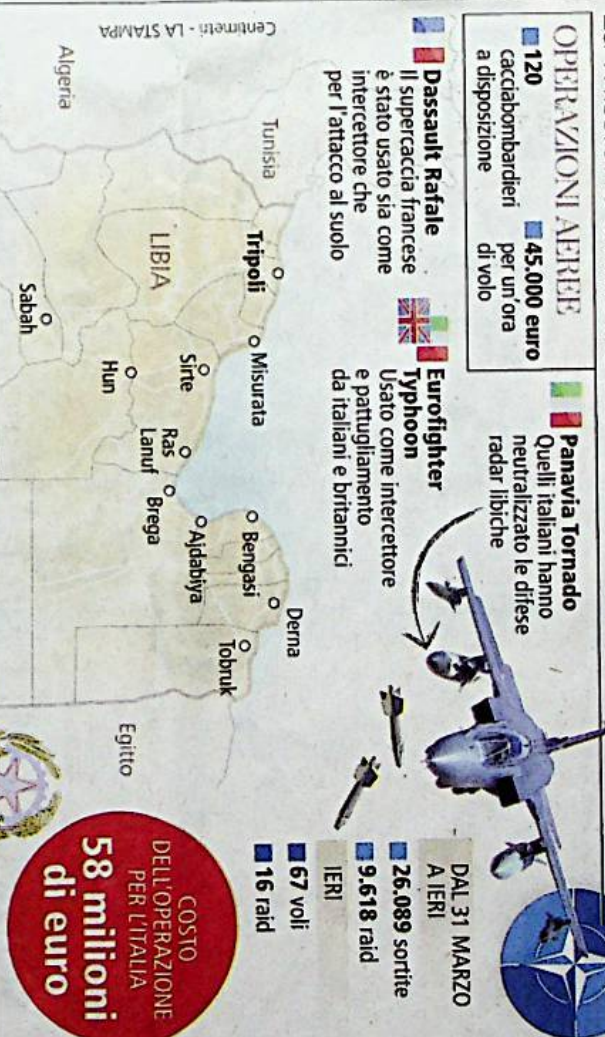 OPERAZIONI AEREE
120
cacciabombardieri
a disposizione
45.000 euro
per un'ora
di volo
Panavia Tornado
Quelli italiani hanno
neutralizzato le difese
radar libiche
Dassault Rafale
Il supercaccia francese
è stato usato sia come
intercettore che
per l'attacco al suolo
Eurofighter
Typhoon
Usato come intercettore
e pattugliamento
da italiani e britannici
DAL 31 MARZO
A IERI
26.089 sortite
9.618 raid
IERI
67 voli
16 raid
COSTO
DELL'OPERAZIONE
PER L'ITALIA
58 milioni
di euro
Tunisia
Algeria
LIBIA
Tripoli
Misurata
Sirte
Hun
Sabah
Ras
Lanuf
Brega
Ajdabiya
Bengasi
Derna
Tobruk
Egitto
Centimetri - LA STAMPA